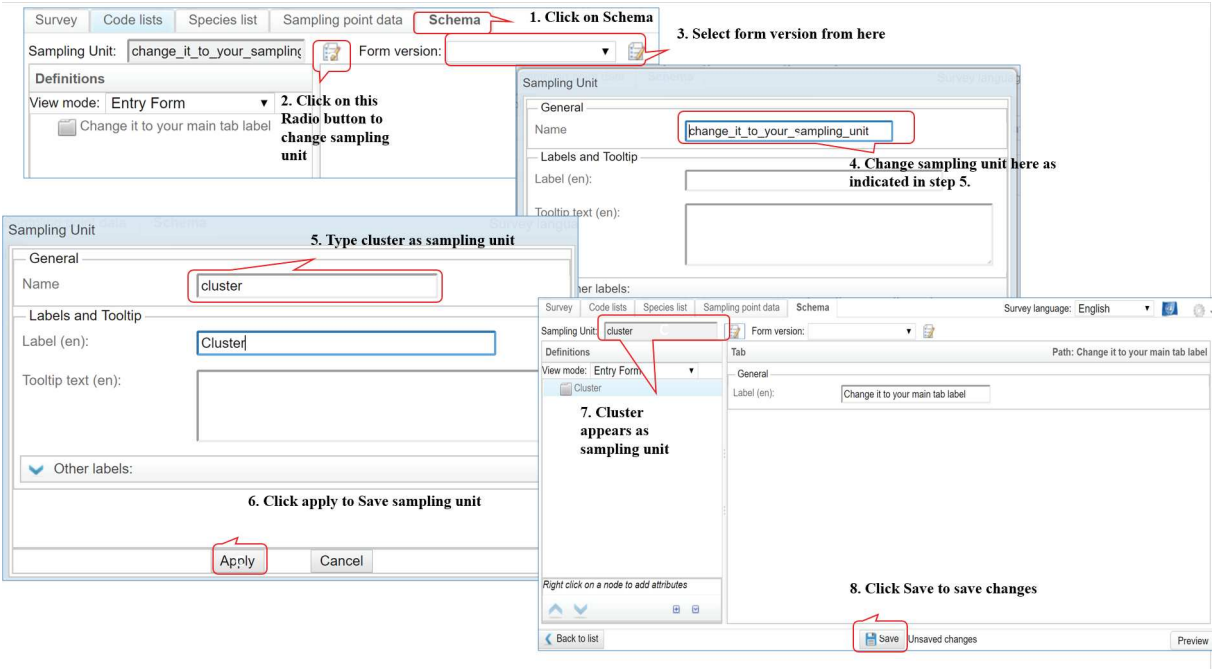 Survey Code lists Species list Sampling point data Schema
1. Click on Schema
Sampling Unit: change_it_to_your_sampling Form version:
3. Select form version from here
Definitions
View mode: Entry Form
Change it to your main tab label
2. Click on this
Radio button to
change sampling
unit
Sampling Unit
General
Name change_it_to_your_sampling_unit
Labels and Tooltip
4. Change sampling unit here as
indicated in step 5.
Label (en):
Tooltip text (en):
Sampling Unit
5. Type cluster as sampling unit
General
Name cluster
Labels and Tooltip
Label (en): Cluster
Tooltip text (en):
Other labels:
6. Click apply to Save sampling unit
Apply Cancel
her labels:
Survey Code lists Species list Sampling point data Schema Survey language: English
Sampling Unit: cluster Form version:
Definitions Tab Path: Change it to your main tab label
View mode: Entry Form General
Cluster Label (en): Change it to your main tab label
7. Cluster
appears as
sampling unit
Right click on a node to add attributes
8. Click Save to save changes
Back to list Save Unsaved changes Preview